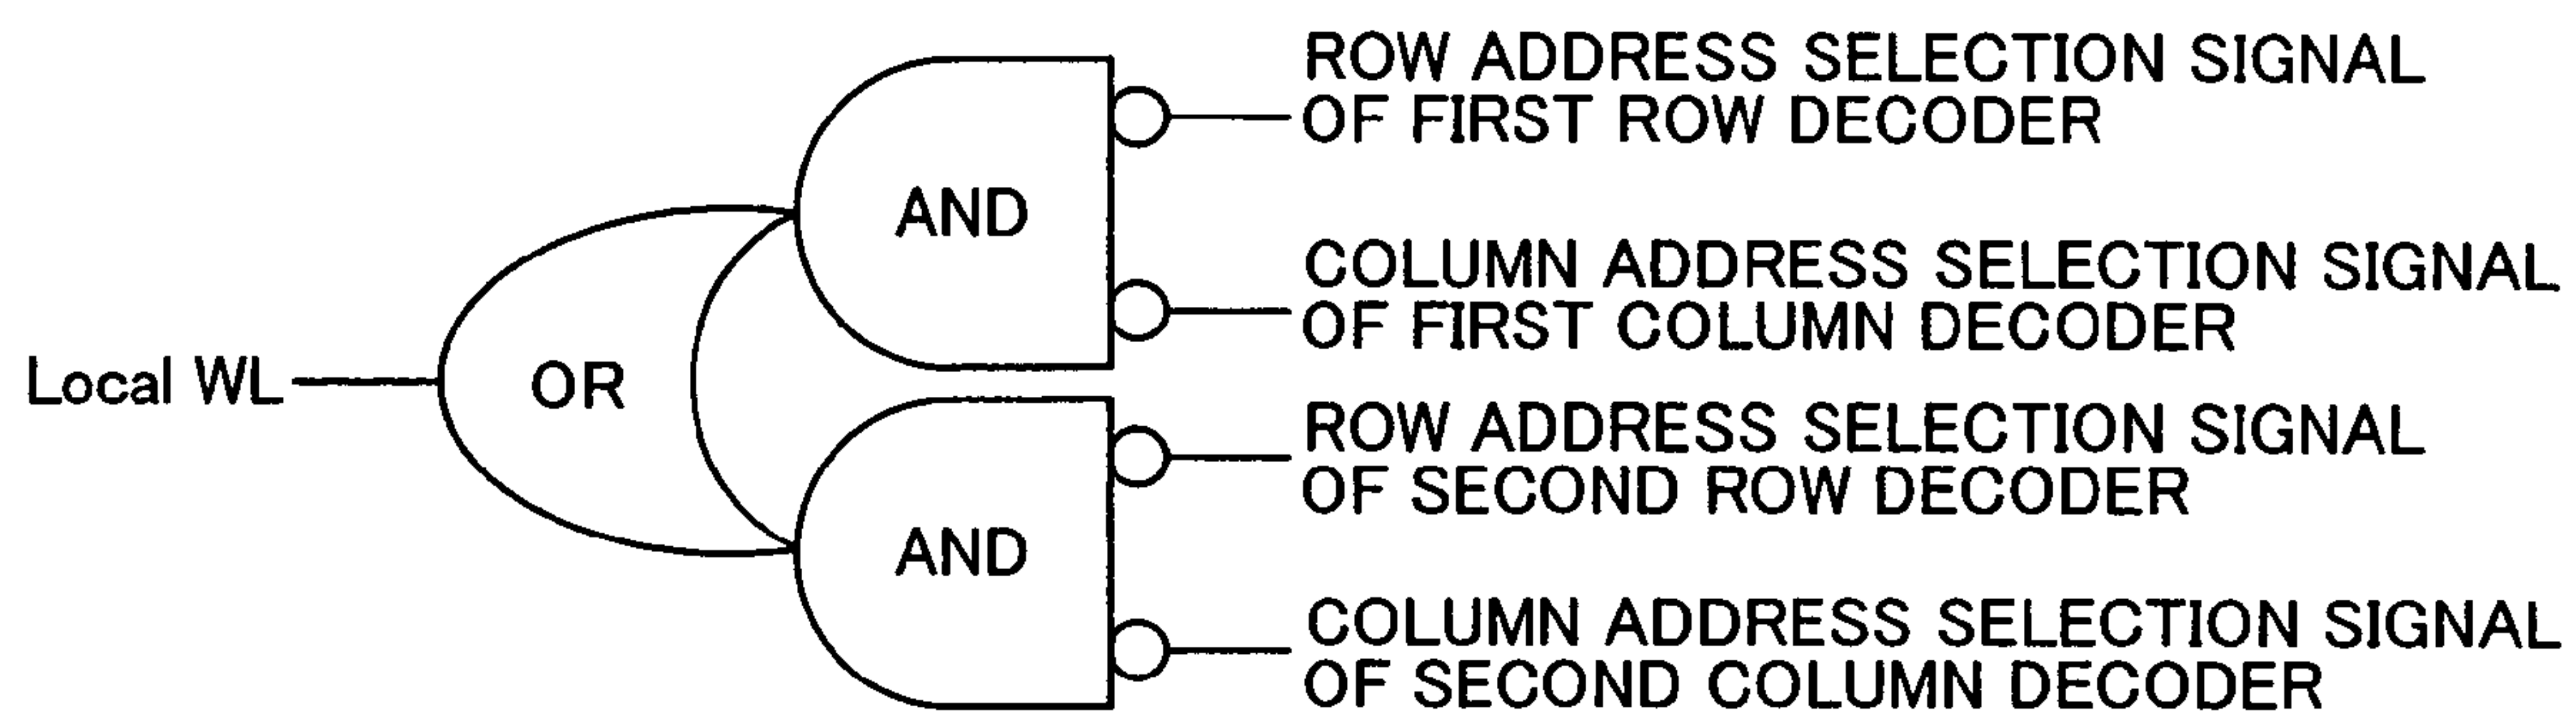 ROW ADDRESS SELECTION SIGNAL
OF FIRST ROW DECODER
AND
COLUMN ADDRESS SELECTION SIGNAL
OF FIRST COLUMN DECODER
Local WL
OR
ROW ADDRESS SELECTION SIGNAL
OF SECOND ROW DECODER
AND
COLUMN ADDRESS SELECTION SIGNAL
OF SECOND COLUMN DECODER